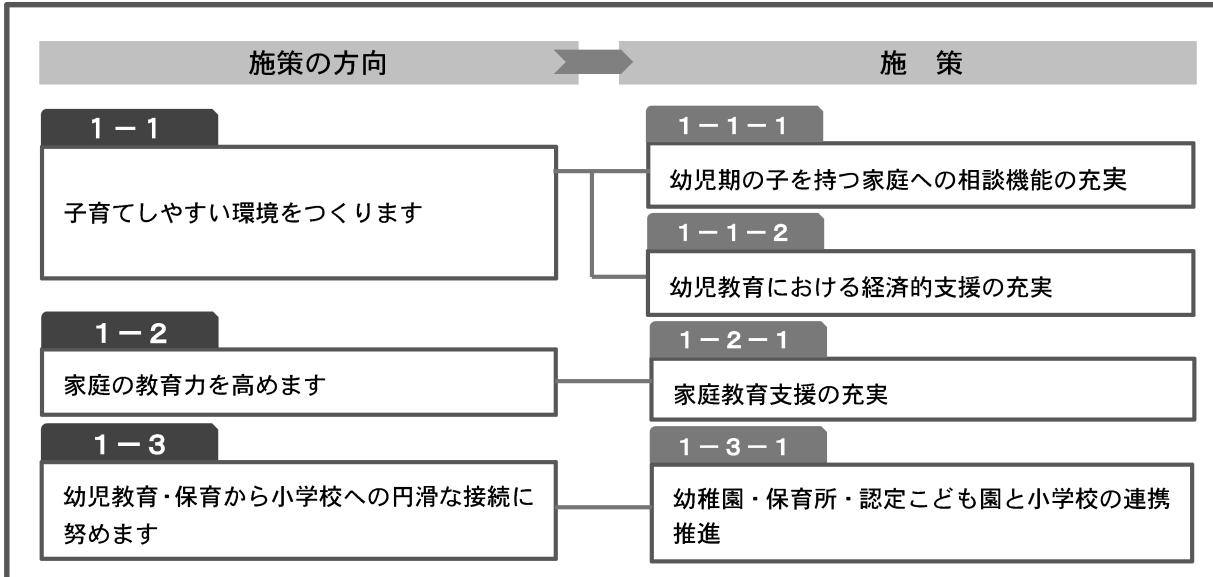 施策の方向
施　策
１－１
子育てしやすい環境をつくります
１－１－１
幼児期の子を持つ家庭への相談機能の充実
１－１－２
幼児教育における経済的支援の充実
１－２
家庭の教育力を高めます
１－２－１
家庭教育支援の充実
１－３
幼児教育・保育から小学校への円滑な接続に
努めます
１－３－１
幼稚園・保育所・認定こども園と小学校の連携
推進